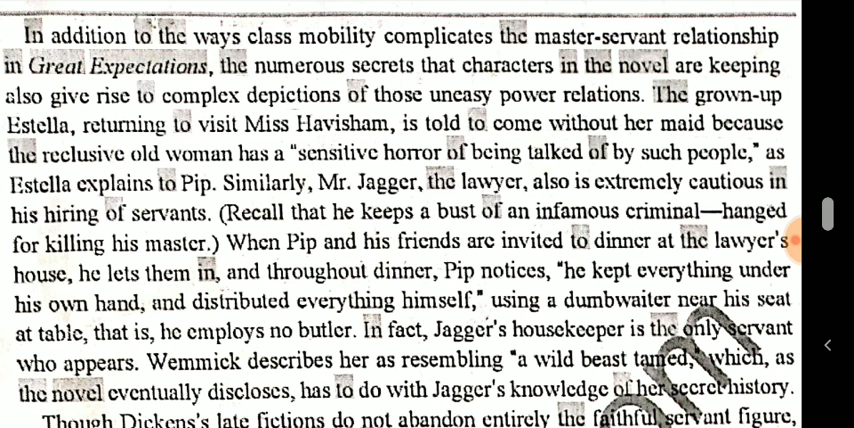 In addition to the ways class mobility complicates the master-servant relationship
in Great Expectations, the numerous secrets that characters in the novel are keeping
also give rise to complex depictions of those uneasy power relations. The grown-up
Estella, returning to visit Miss Havisham, is told to come without her maid because
the reclusive old woman has a "sensitive horror of being talked of by such people," as
Estella explains to Pip. Similarly, Mr. Jagger, the lawyer, also is extremely cautious in
his hiring of servants. (Recall that he keeps a bust of an infamous criminal—hanged
for killing his master.) When Pip and his friends are invited to dinner at the lawyer's
house, he lets them in, and throughout dinner, Pip notices, "he kept everything under
his own hand, and distributed everything himself," using a dumbwaiter near his seat
at table, that is, he employs no butler. In fact, Jagger's housekeeper is the only servant
who appears. Wemmick describes her as resembling "a wild beast tamed," which, as
the novel eventually discloses, has to do with Jagger's knowledge of her secret history.
Though Dickens's late fictions do not abandon entirely the faithful servant figure,